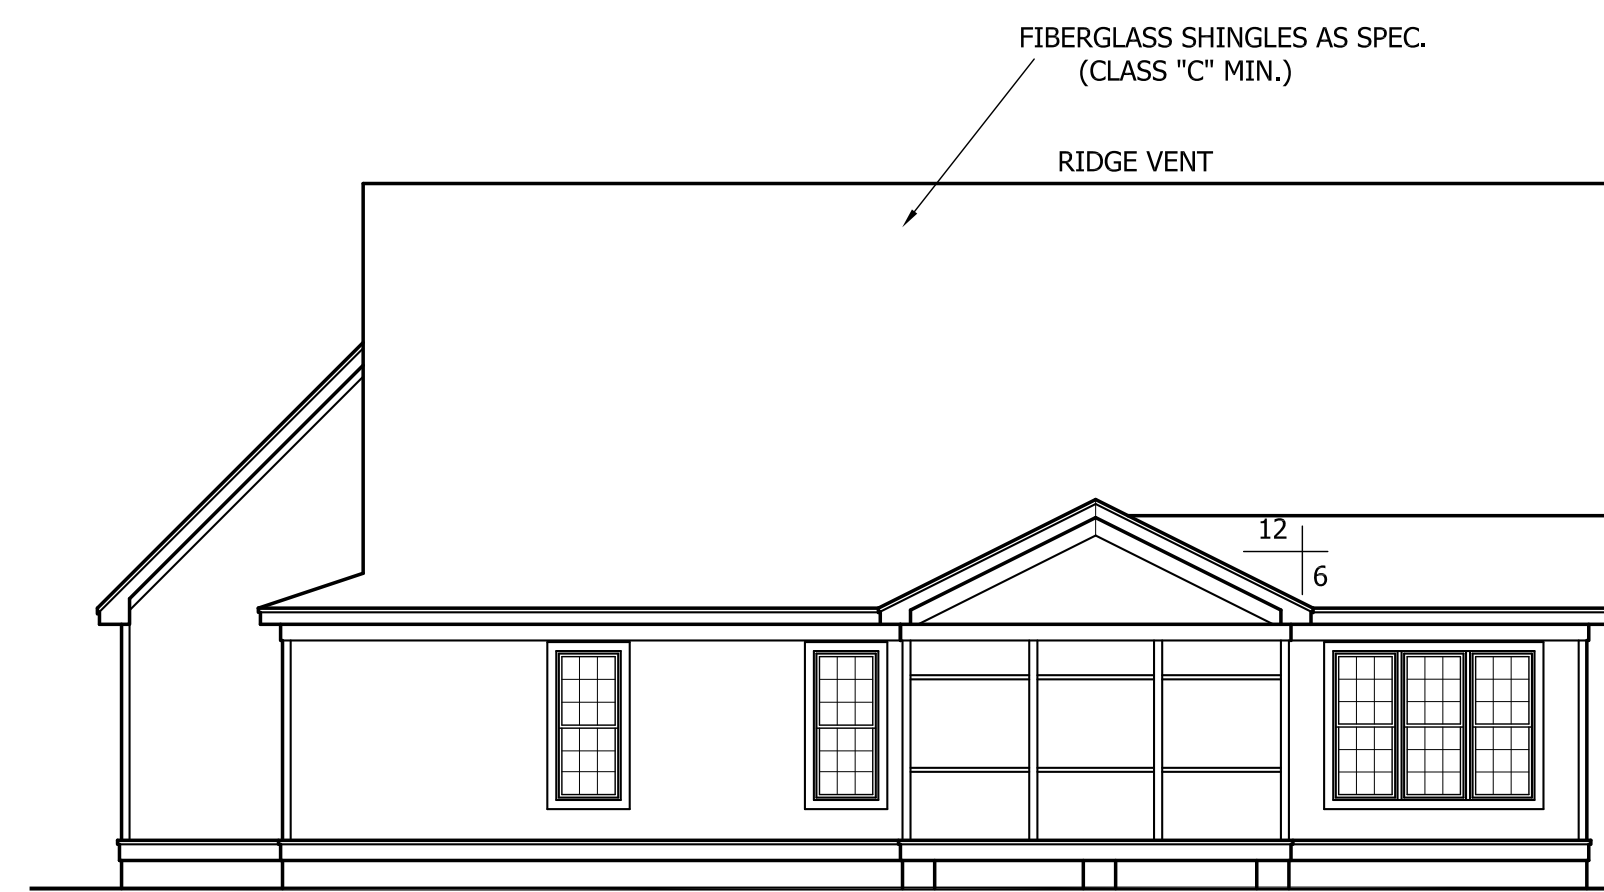 FIBERGLASS SHINGLES AS SPEC.
(CLASS "C" MIN.)
RIDGE VENT
12
6